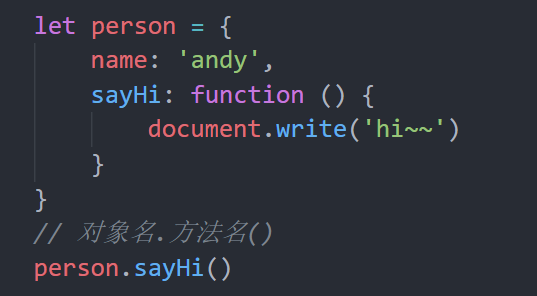 let person = {
    name: 'andy',
    sayHi: function () {
        document.write('hi~~')
    }
}
// 对象名.方法名()
person.sayHi()